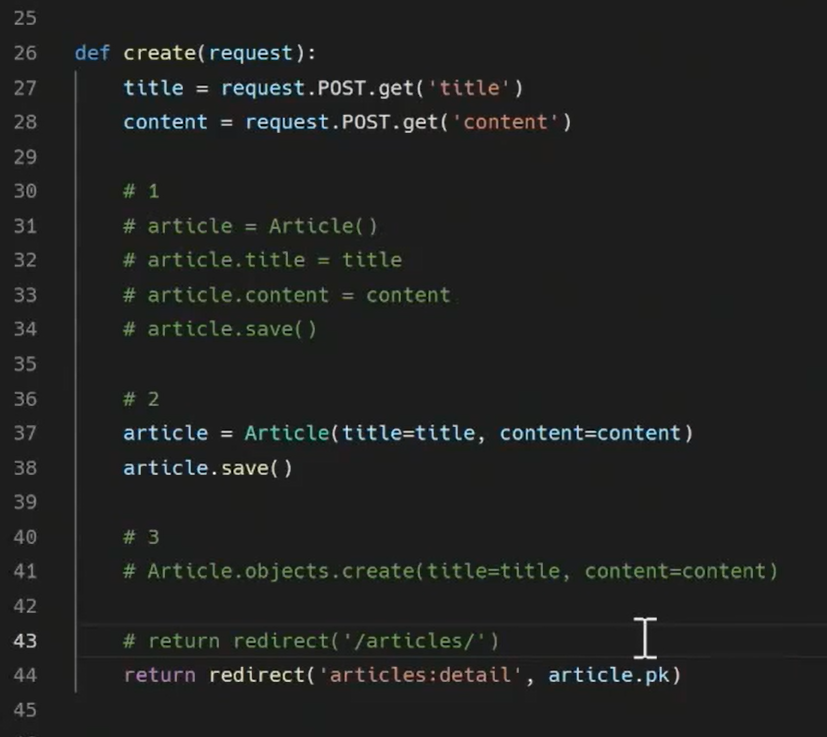 25
26 def create(request):
27 title = request.POST.get('title')
28 content = request.POST.get('content')
29
30 # 1
31 # article = Article()
32 # article.title = title
33 # article.content = content
34 # article.save()
35
36 # 2
37 article = Article(title=title, content=content)
38 article.save()
39
40 # 3
41 # Article.objects.create(title=title, content=content)
42
43 # return redirect('/articles/')
44 return redirect('articles:detail', article.pk)
45